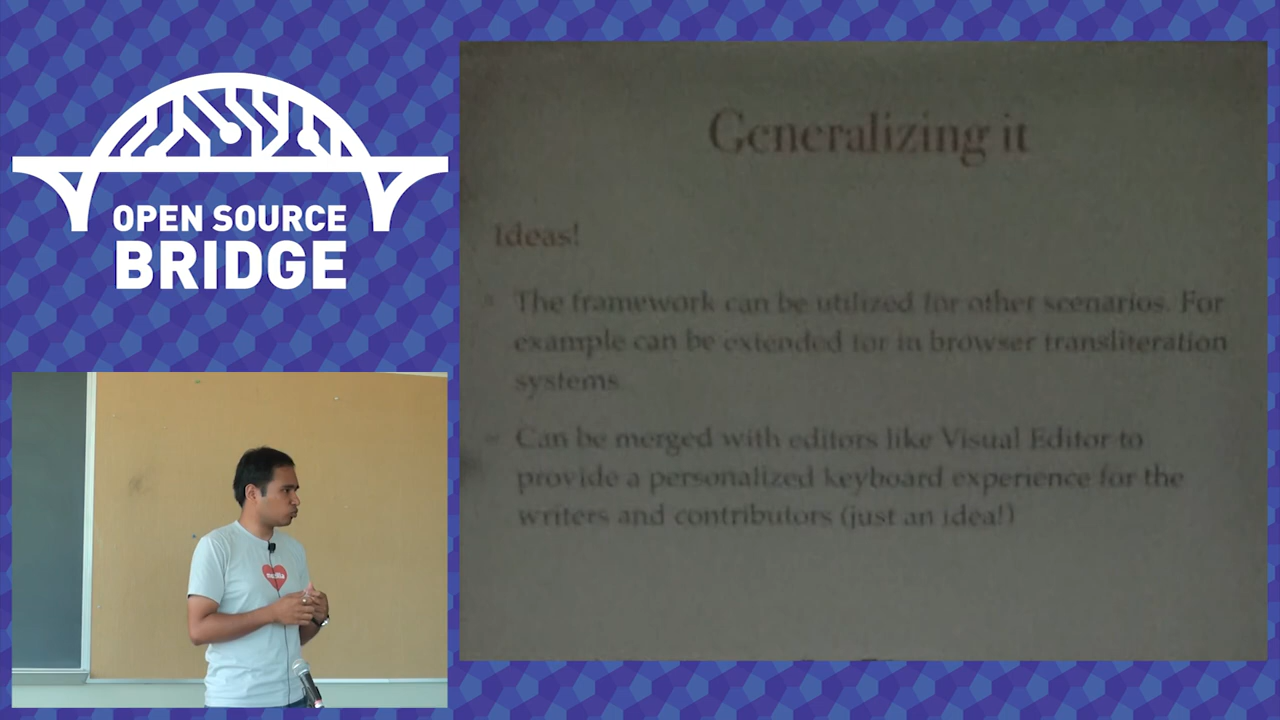 OPEN SOURCE
BRIDGE
Generalizing it
Ideas!
The framework can be utilized for other scenarios. For
example can be extended for in browser transliteration
systems
Can be merged with editors like Visual Editor to
provide a personalized keyboard experience for the
writers and contributors (just an idea!)